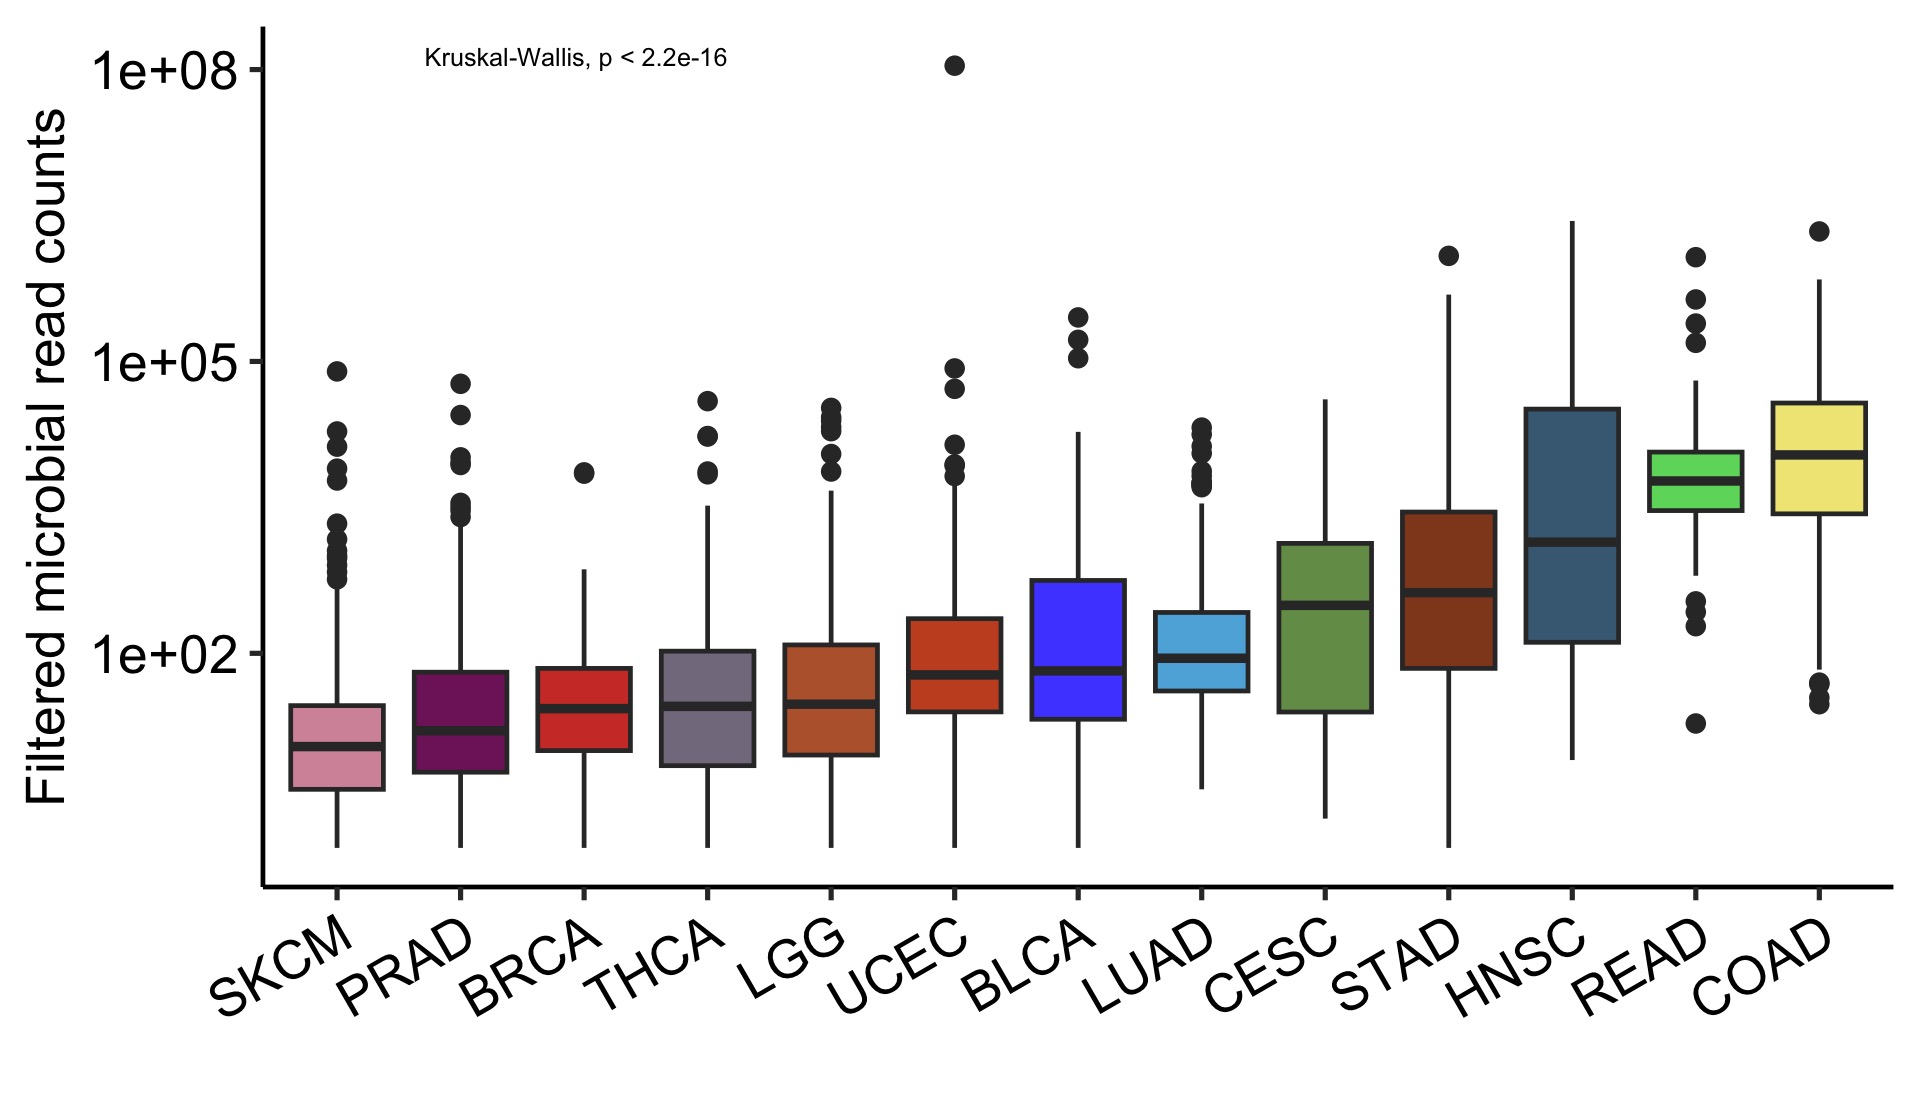 Kruskal-Wallis, p < 2.2e-16
Filtered microbial read counts
1e+08
1e+05
1e+02
SKCM
PRAD
BRCA
THCA
LGG
UCEC
BLCA
LUAD
CESC
STAD
HNSC
READ
COAD